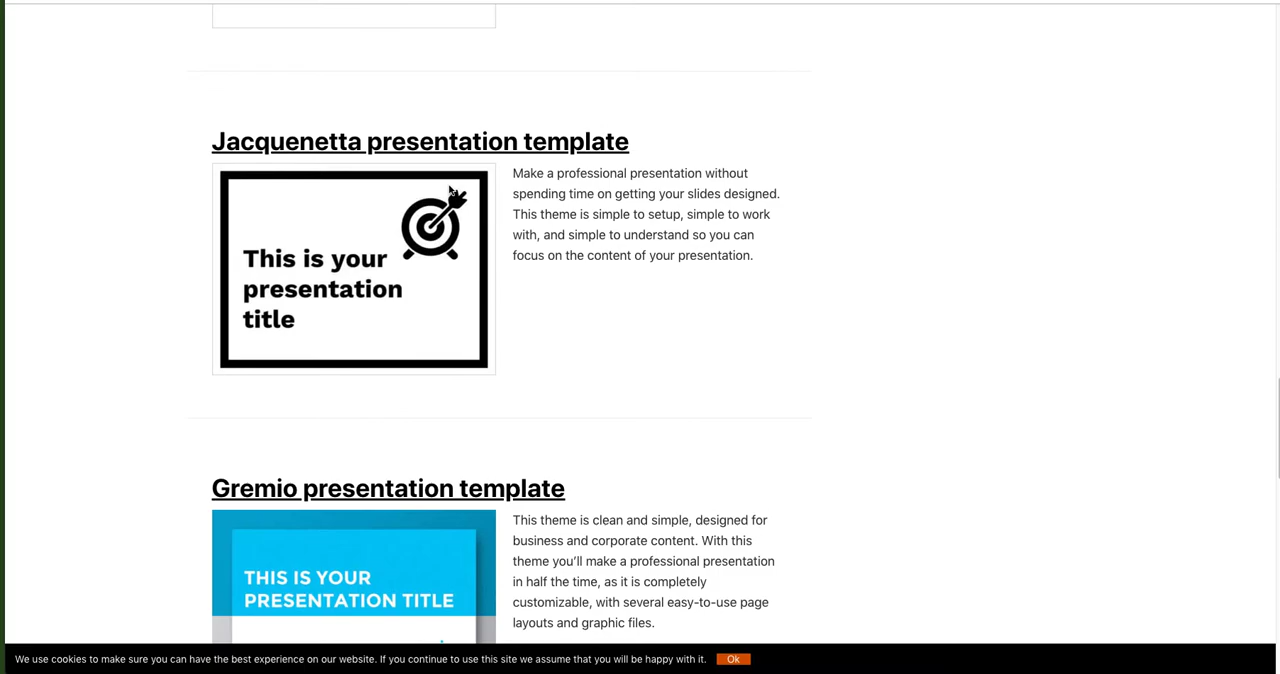 Jacquenetta presentation template
This is your
presentation
title
Make a professional presentation without
spending time on getting your slides designed.
This theme is simple to setup, simple to work
with, and simple to understand so you can
focus on the content of your presentation.
Gremio presentation template
THIS IS YOUR
PRESENTATION TITLE
This theme is clean and simple, designed for
business and corporate content. With this
theme you’ll make a professional presentation
in half the time, as it is completely
customizable, with several easy-to-use page
layouts and graphic files.
We use cookies to make sure you can have the best experience on our website. If you continue to use this site we assume that you will be happy with it. Ok